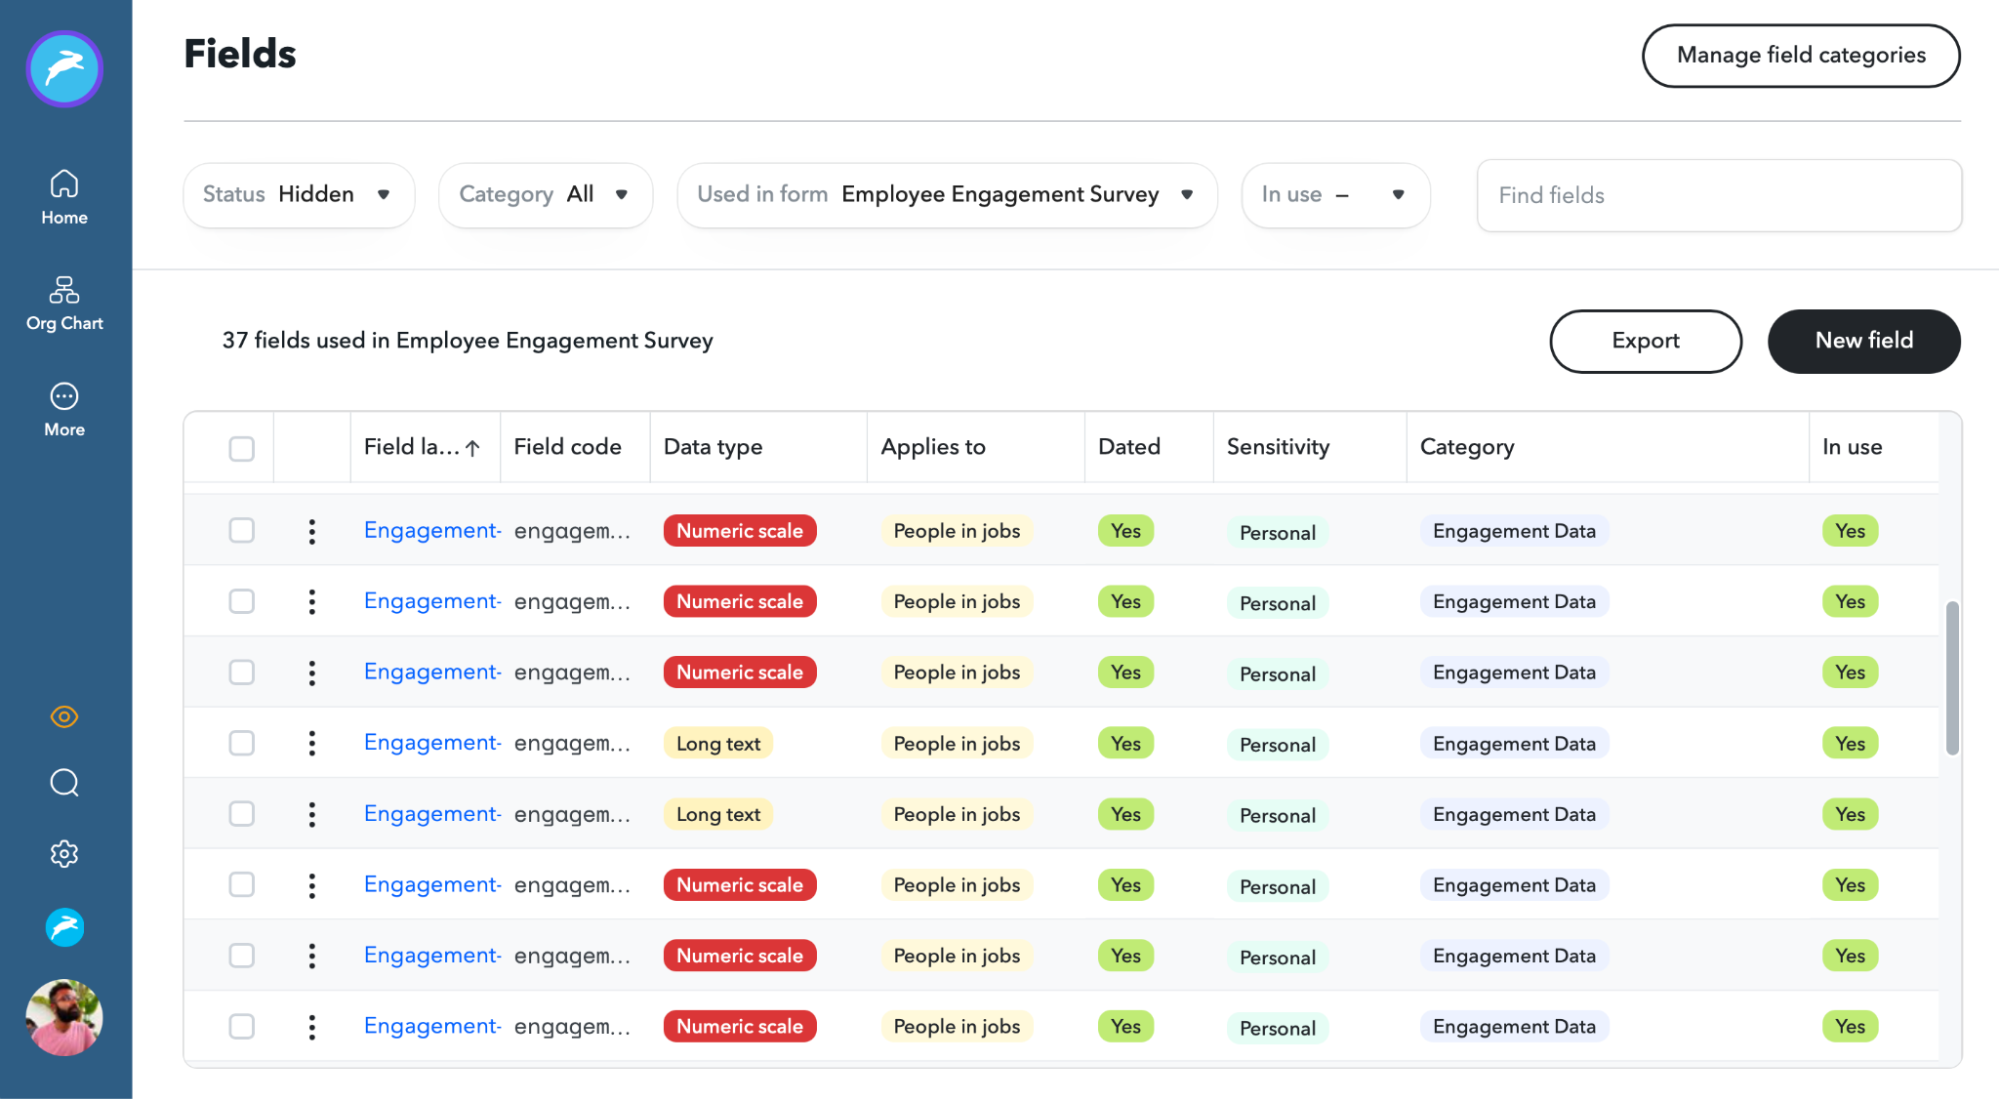 Fields
Manage field categories
Status Hidden
Category All
Used in form Employee Engagement Survey
In use –
Find fields
Home
Org Chart
More
37 fields used in Employee Engagement Survey
Export
New field
Field la... Field code Data type Applies to Dated Sensitivity Category In use
Engagement- engagem... Numeric scale People in jobs Yes Personal Engagement Data Yes
Engagement- engagem... Numeric scale People in jobs Yes Personal Engagement Data Yes
Engagement- engagem... Numeric scale People in jobs Yes Personal Engagement Data Yes
Engagement- engagem... Long text People in jobs Yes Personal Engagement Data Yes
Engagement- engagem... Long text People in jobs Yes Personal Engagement Data Yes
Engagement- engagem... Numeric scale People in jobs Yes Personal Engagement Data Yes
Engagement- engagem... Numeric scale People in jobs Yes Personal Engagement Data Yes
Engagement- engagem... Numeric scale People in jobs Yes Personal Engagement Data Yes